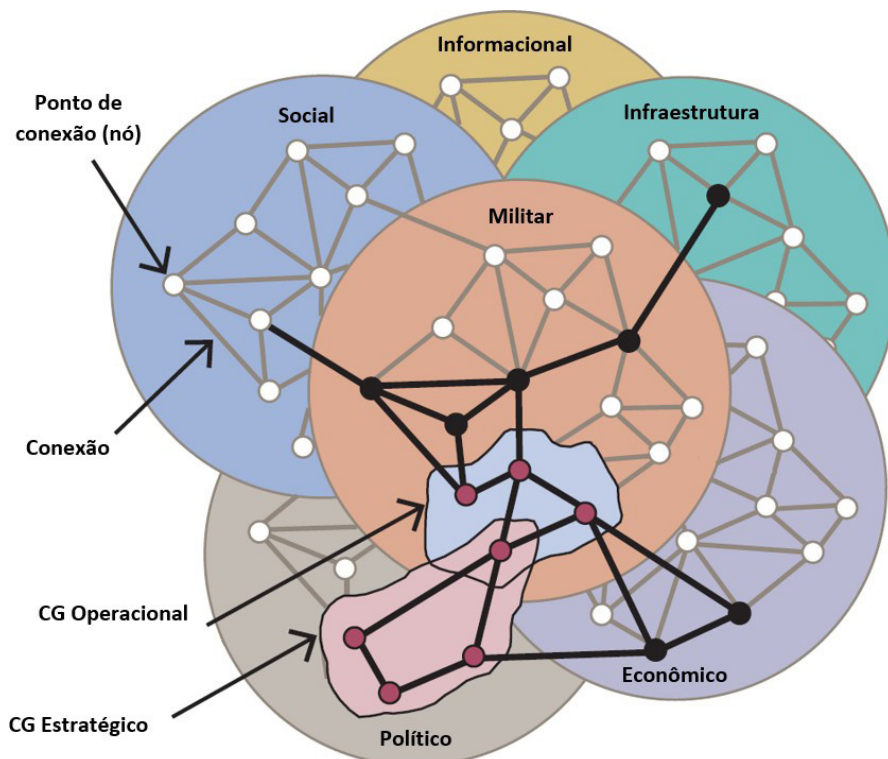 Informacional
Ponto de
conexão (nó)
Social
Infraestrutura
Militar
Conexão
CG Operacional
Econômico
CG Estratégico
Político